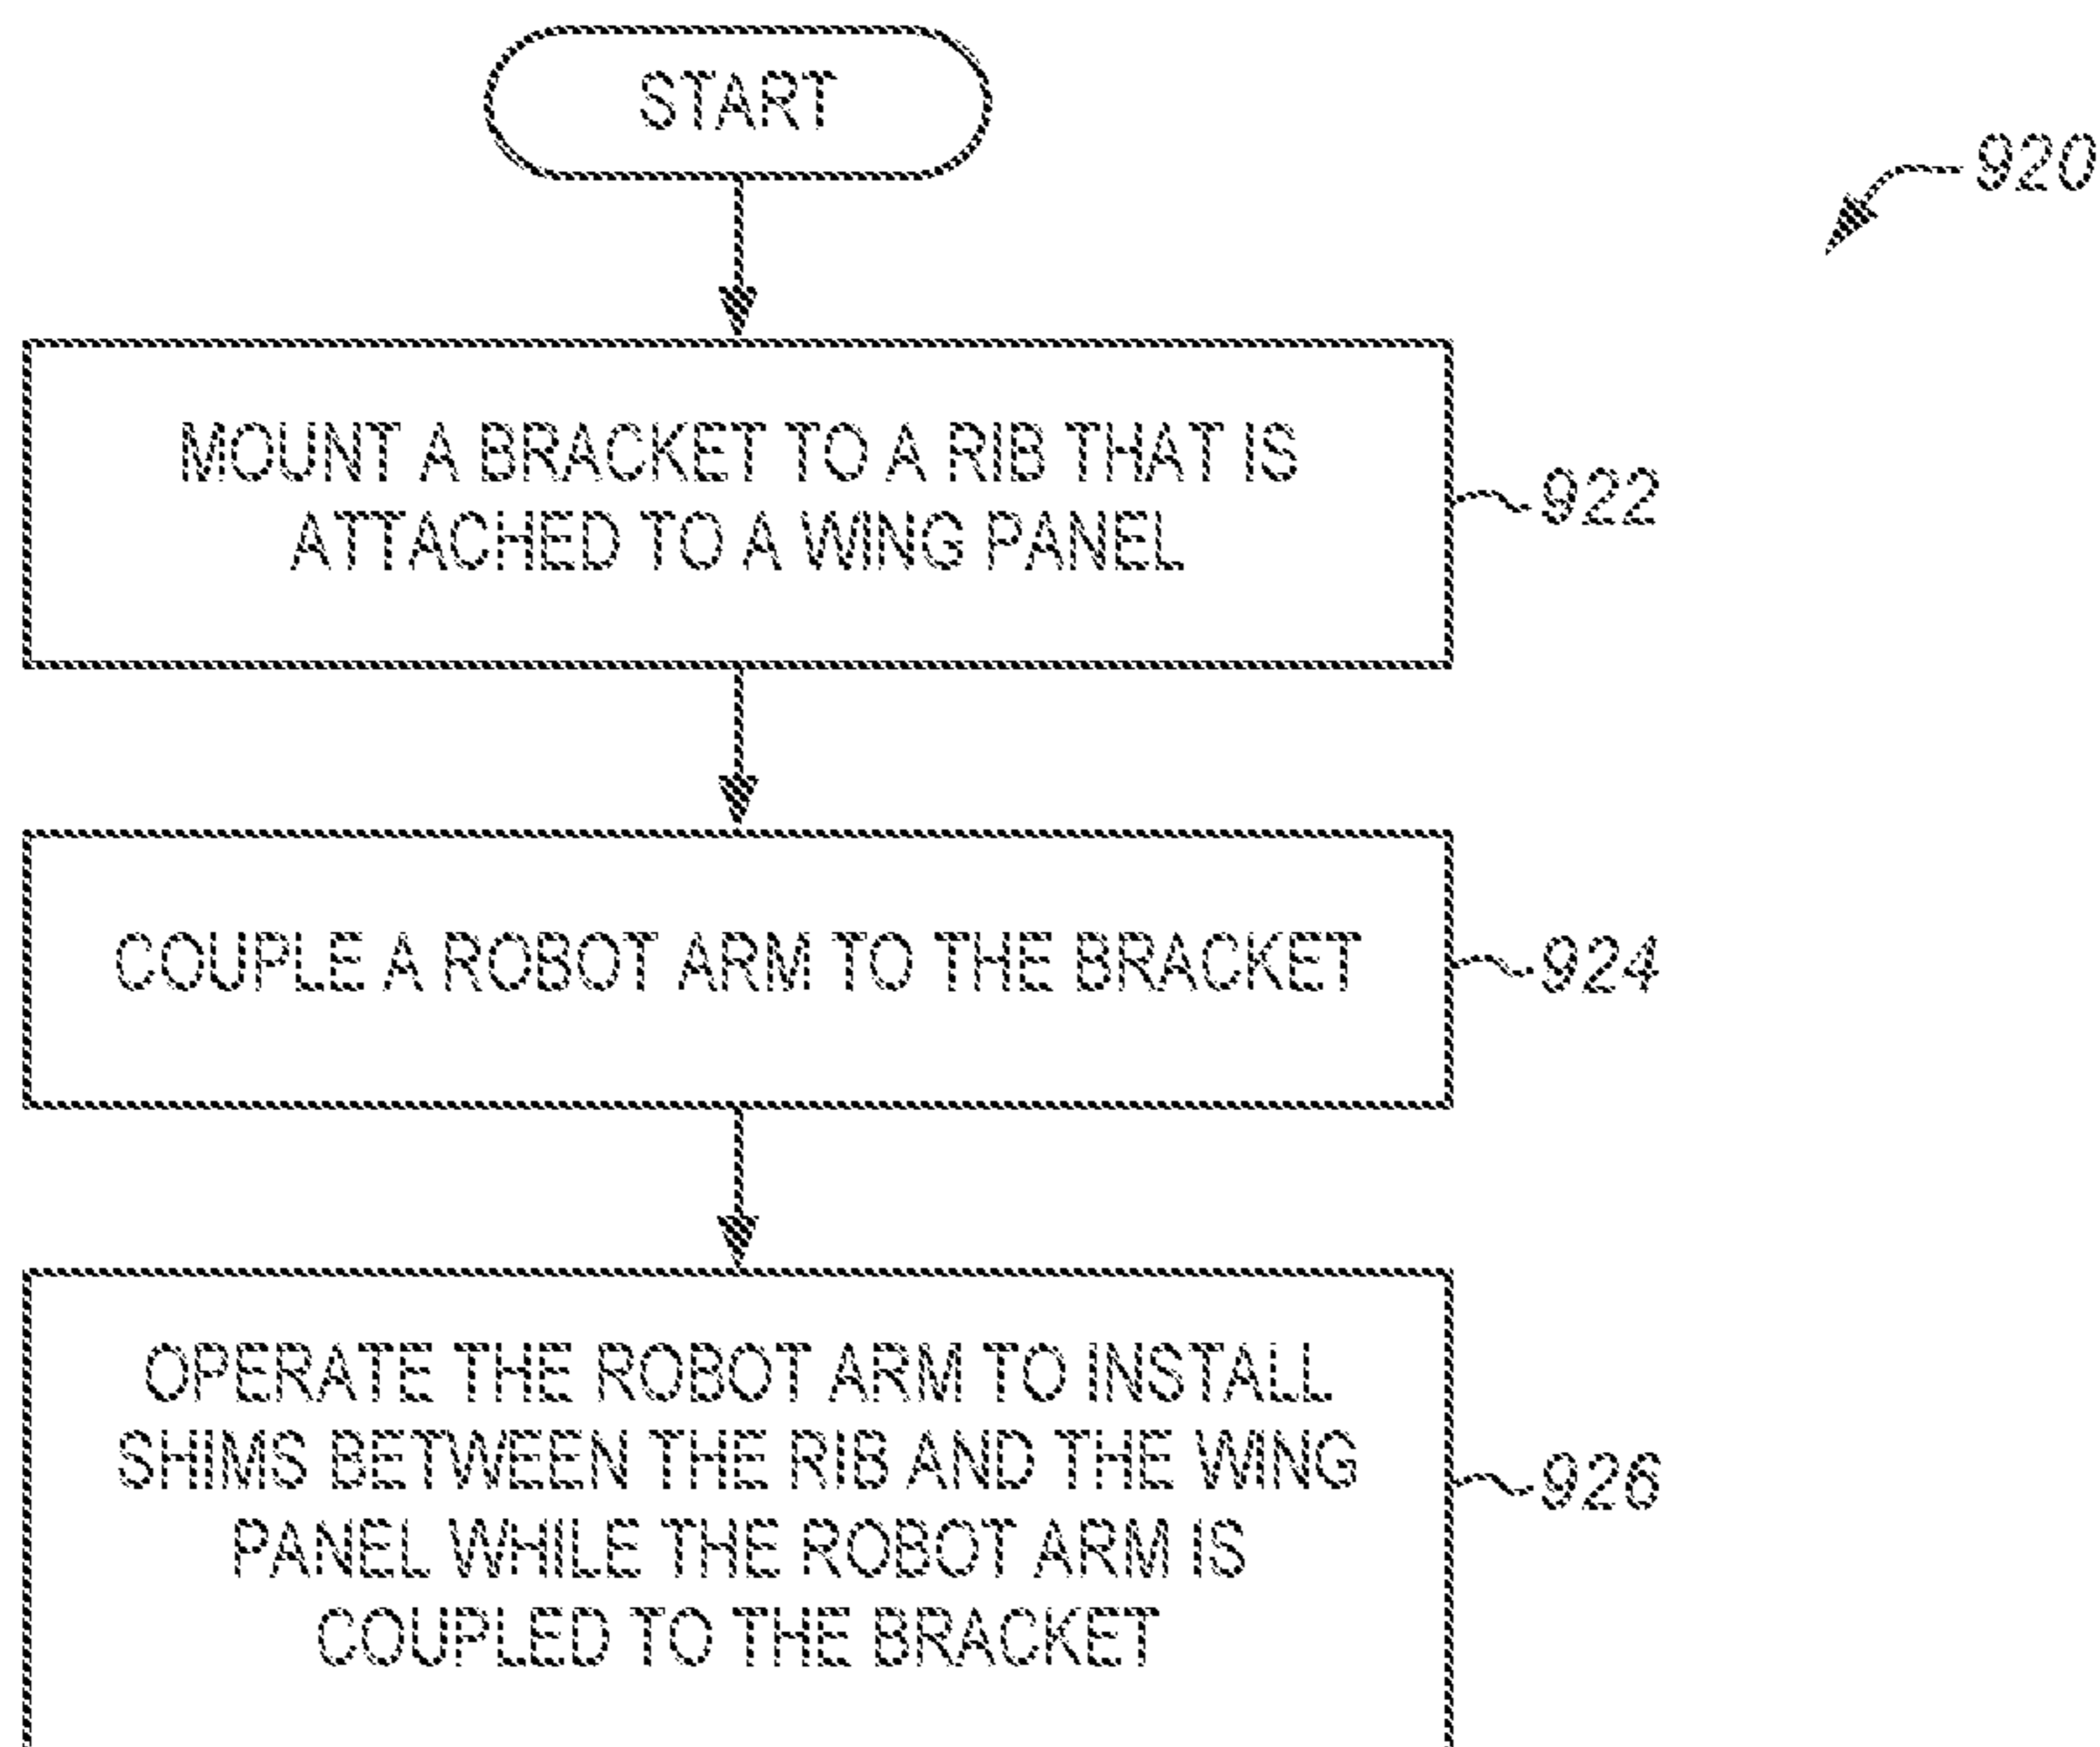 START
920
MOUNT A BRACKET TO A RIB THAT IS
ATTACHED TO A WING PANEL
922
COUPLE A ROBOT ARM TO THE BRACKET
924
OPERATE THE ROBOT ARM TO INSTALL
SHIMS BETWEEN THE RIB AND THE WING
PANEL WHILE THE ROBOT ARM IS
COUPLED TO THE BRACKET
926